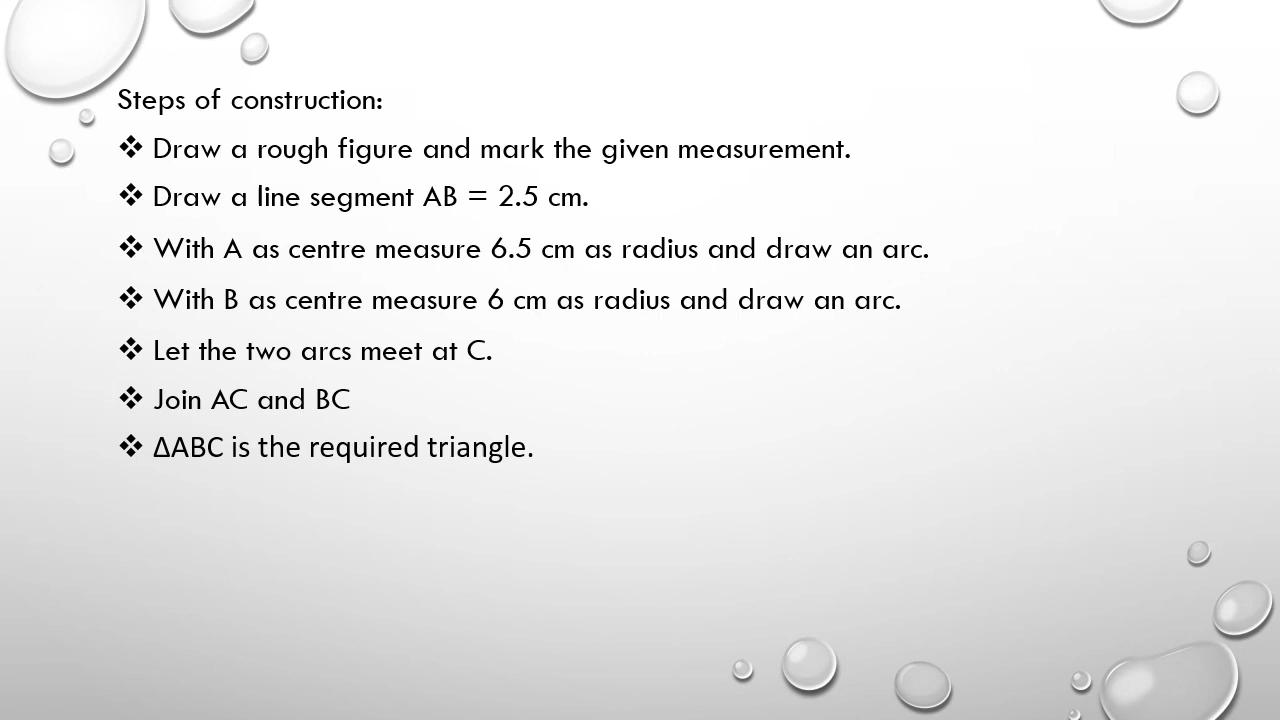 Steps of construction:
❖ Draw a rough figure and mark the given measurement.
❖ Draw a line segment AB = 2.5 cm.
❖ With A as centre measure 6.5 cm as radius and draw an arc.
❖ With B as centre measure 6 cm as radius and draw an arc.
❖ Let the two arcs meet at C.
❖ Join AC and BC
❖ ∆ABC is the required triangle.